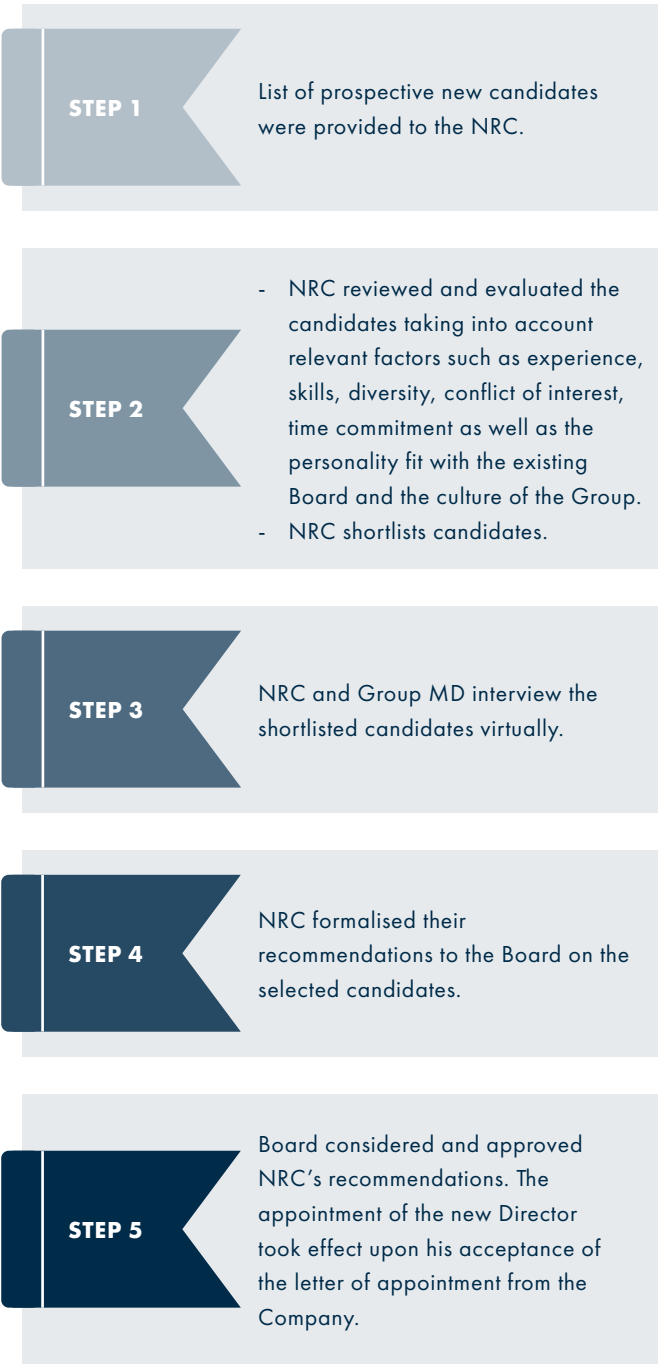 STEP 1
List of prospective new candidates
were provided to the NRC.
STEP 2
- NRC reviewed and evaluated the
candidates taking into account
relevant factors such as experience,
skills, diversity, conflict of interest,
time commitment as well as the
personality fit with the existing
Board and the culture of the Group.
- NRC shortlists candidates.
STEP 3
NRC and Group MD interview the
shortlisted candidates virtually.
STEP 4
NRC formalised their
recommendations to the Board on the
selected candidates.
STEP 5
Board considered and approved
NRC’s recommendations. The
appointment of the new Director
took effect upon his acceptance of
the letter of appointment from the
Company.